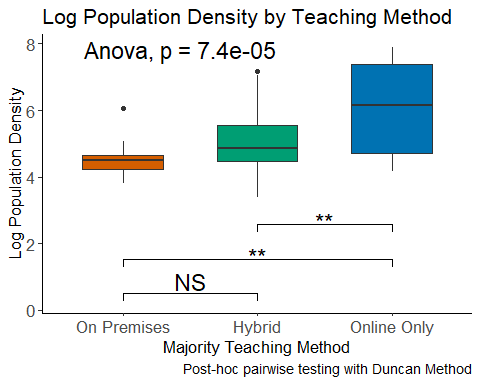 Log Population Density by Teaching Method
Anova, p = 7.4e-05
8
6
4
2
0
Log Population Density
**
**
NS
On Premises Hybrid Online Only
Majority Teaching Method
Post-hoc pairwise testing with Duncan Method